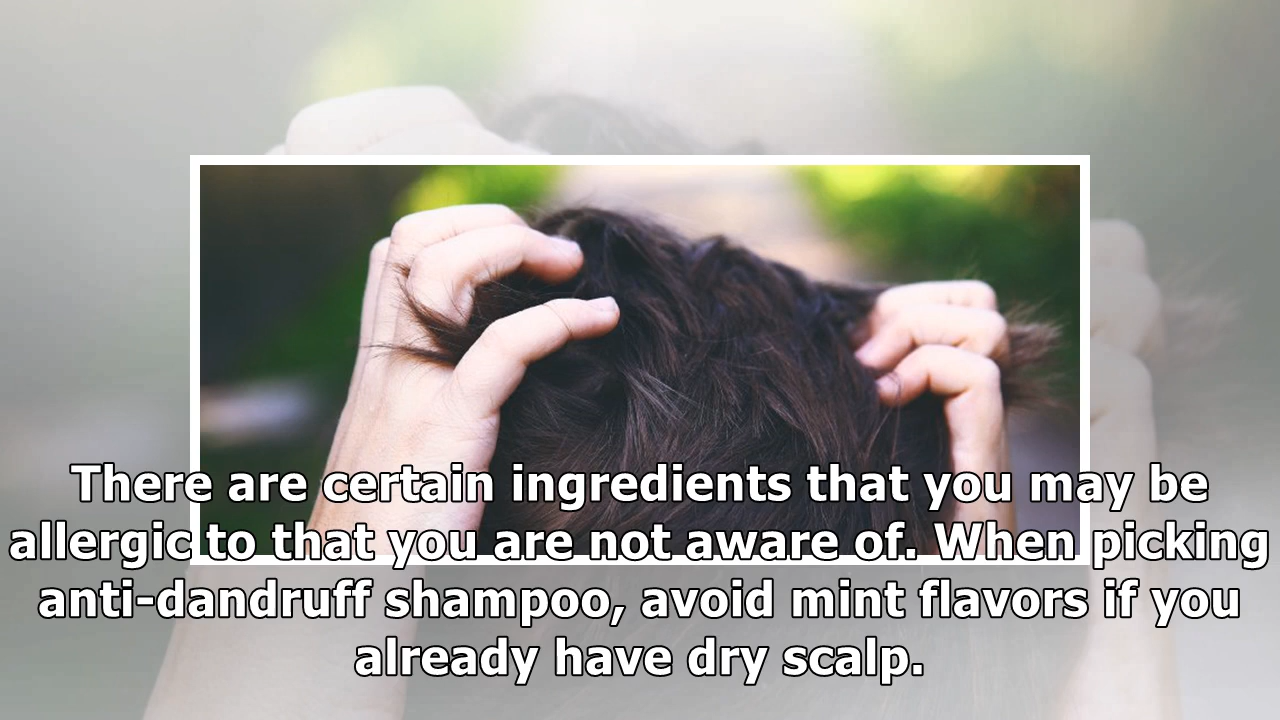 There are certain ingredients that you may be
allergic to that you are not aware of. When picking
anti-dandruff shampoo, avoid mint flavors if you
already have dry scalp.